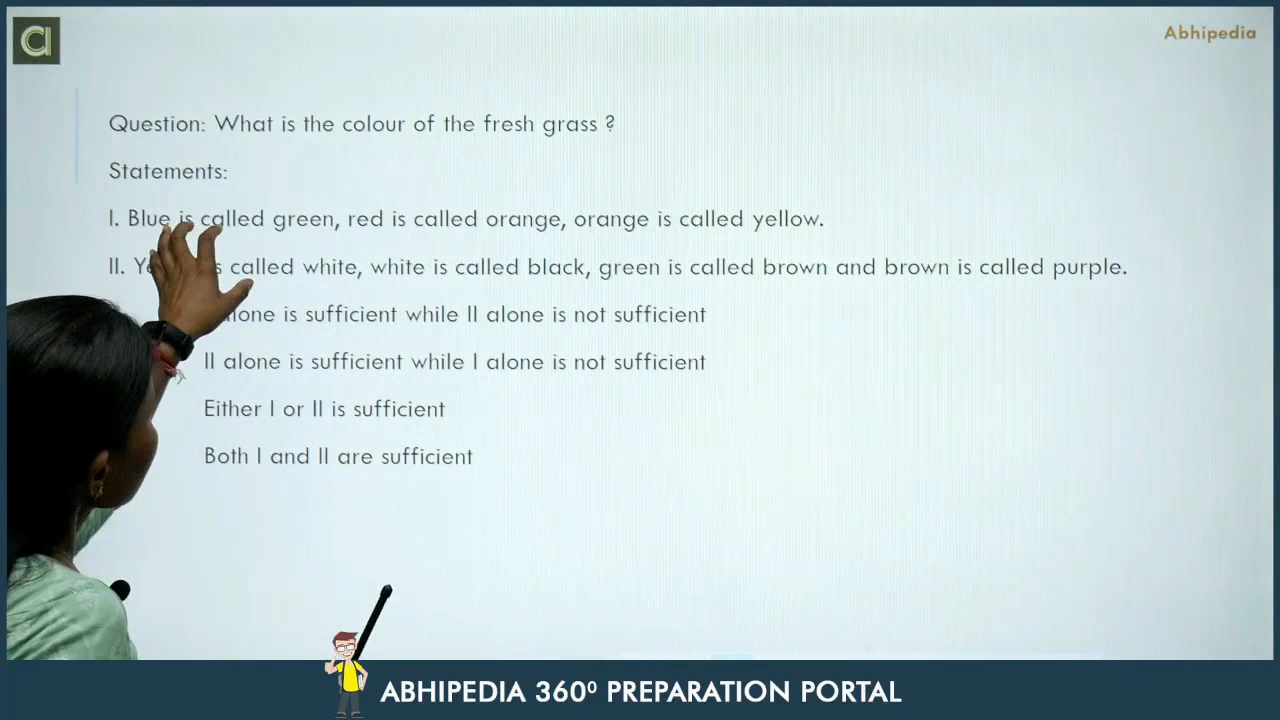 Abhipedia
Question: What is the colour of the fresh grass ?
Statements:
I. Blue is called green, red is called orange, orange is called yellow.
II. called white, white is called black, green is called brown and brown is called purple.
alone is sufficient while II alone is not sufficient
II alone is sufficient while I alone is not sufficient
Either I or II is sufficient
Both I and II are sufficient
ABHIPEDIA 360⁰ PREPARATION PORTAL